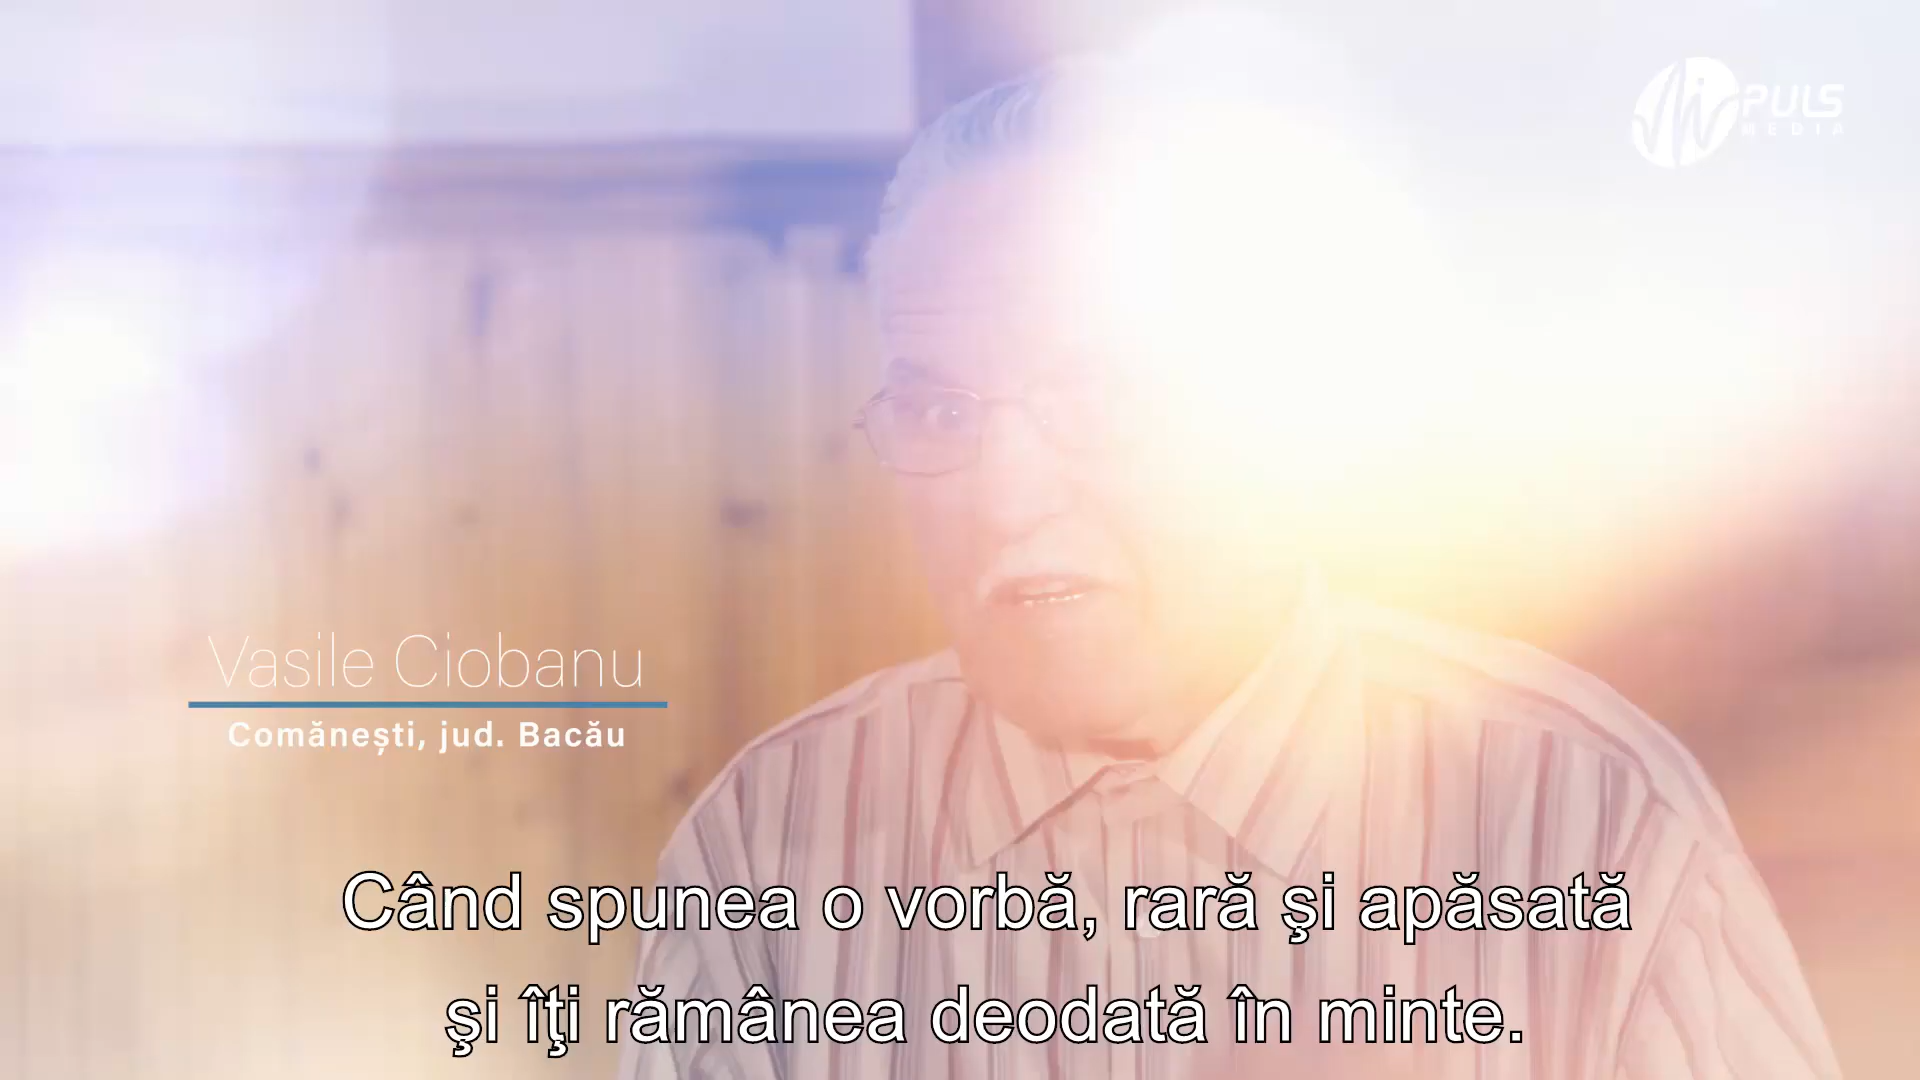 PULS
MEDIA
Vasile Ciobanu
Comănești, jud. Bacău
Când spunea o vorbă, rară şi apăsată
şi îţi rămânea deodată în minte.